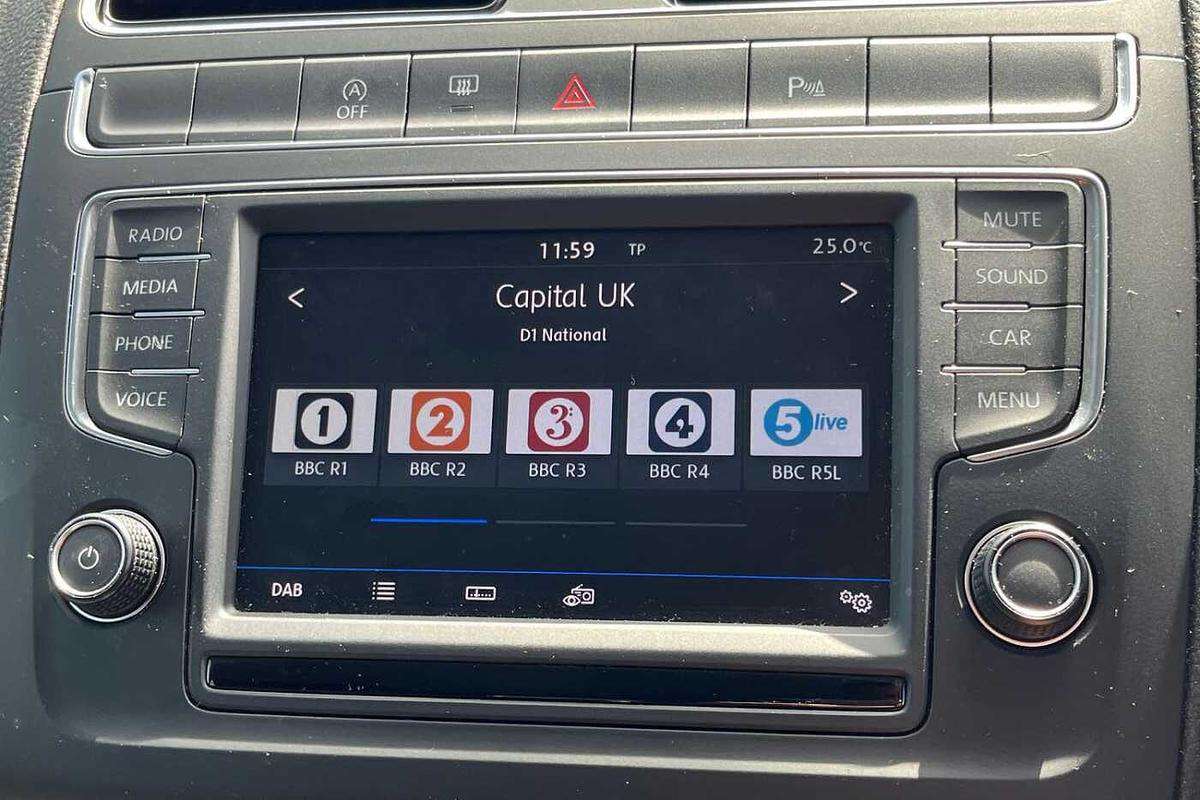 A
OFF
P
RADIO
MEDIA
PHONE
VOICE
11:59 TP 25.0°C
< Capital UK >
D1 National
1 2 3 4 5 live
BBC R1 BBC R2 BBC R3 BBC R4 BBC R5L
DAB
MUTE
SOUND
CAR
MENU